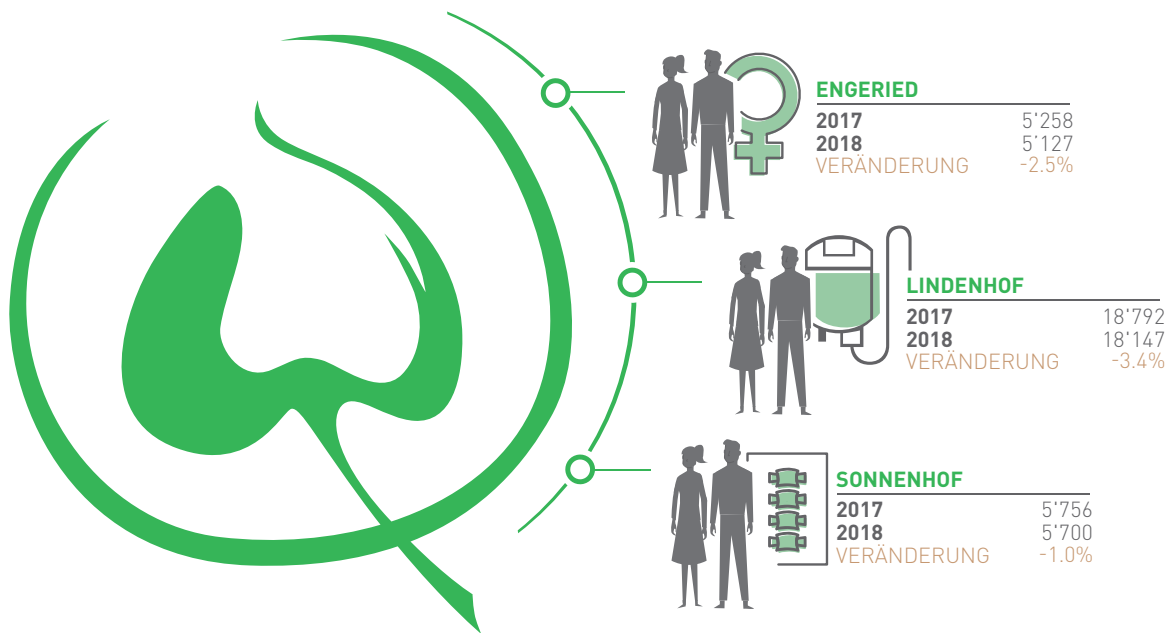 ENGERIED
2017 5'258
2018 5'127
VERÄNDERUNG -2.5%
LINDENHOF
2017 18'792
2018 18'147
VERÄNDERUNG -3.4%
SONNENHOF
2017 5'756
2018 5'700
VERÄNDERUNG -1.0%